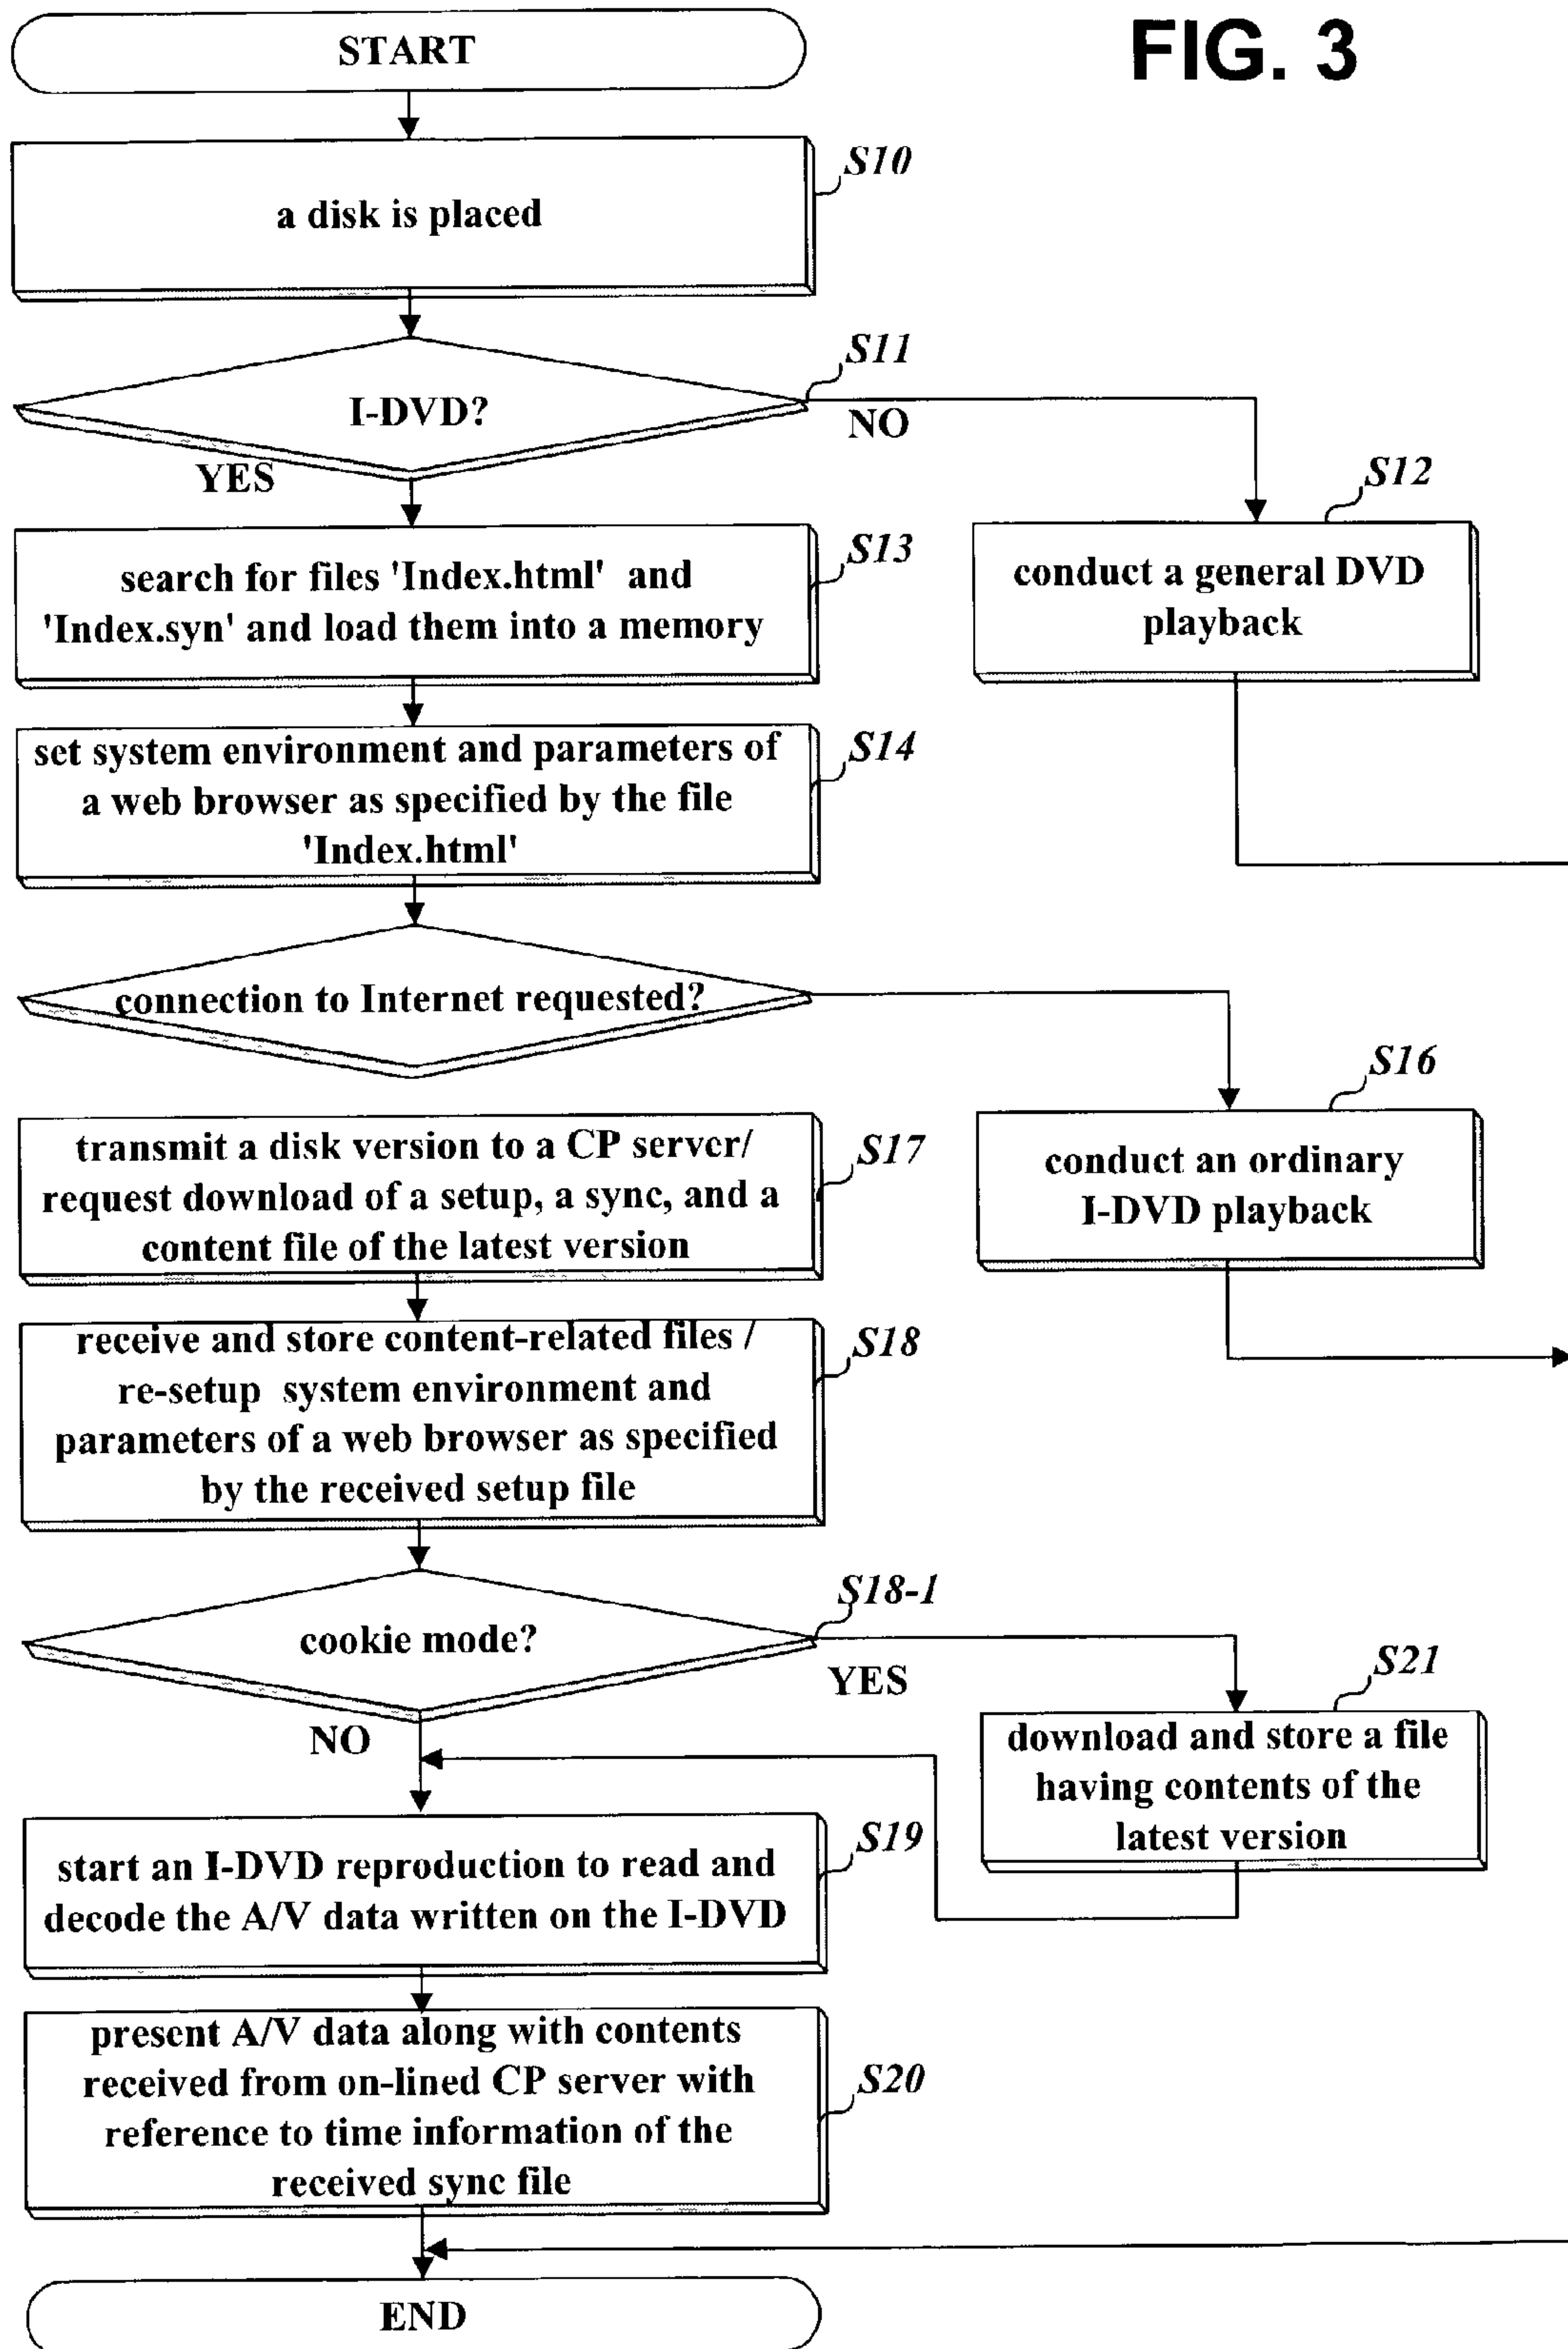 FIG. 3
START
S10
a disk is placed
S11
I-DVD?
NO
YES
S12
conduct a general DVD
playback
S13
search for files 'Index.html' and
'Index.syn' and load them into a memory
S14
set system environment and parameters of
a web browser as specified by the file
'Index.html'
connection to Internet requested?
S16
conduct an ordinary
I-DVD playback
S17
transmit a disk version to a CP server/
request download of a setup, a sync, and a
content file of the latest version
S18
receive and store content-related files /
re-setup system environment and
parameters of a web browser as specified
by the received setup file
S18-1
cookie mode?
YES
NO
S21
download and store a file
having contents of the
latest version
S19
start an I-DVD reproduction to read and
decode the A/V data written on the I-DVD
S20
present A/V data along with contents
received from on-lined CP server with
reference to time information of the
received sync file
END